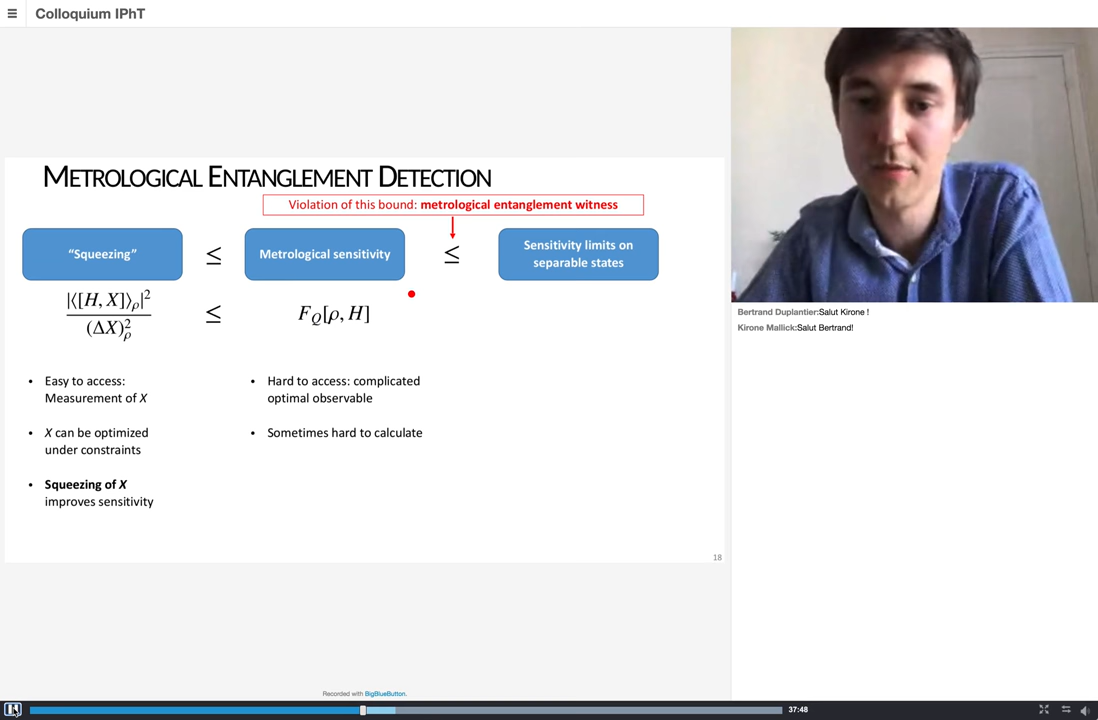 Colloquium IPhT
METROLOGICAL ENTANGLEMENT DETECTION
Violation of this bound: metrological entanglement witness
“Squeezing”
≤
Metrological sensitivity
≤
Sensitivity limits on
separable states
|⟨[H, X]⟩ρ|²
(ΔX)²ρ
≤
F_Q[ρ, H]
• Easy to access:
Measurement of X
• X can be optimized
under constraints
• Squeezing of X
improves sensitivity
• Hard to access: complicated
optimal observable
• Sometimes hard to calculate
18
Bertrand Duplantier:Salut Kirone !
Kirone Mallick:Salut Bertrand!
Recorded with BigBlueButton.
37:48